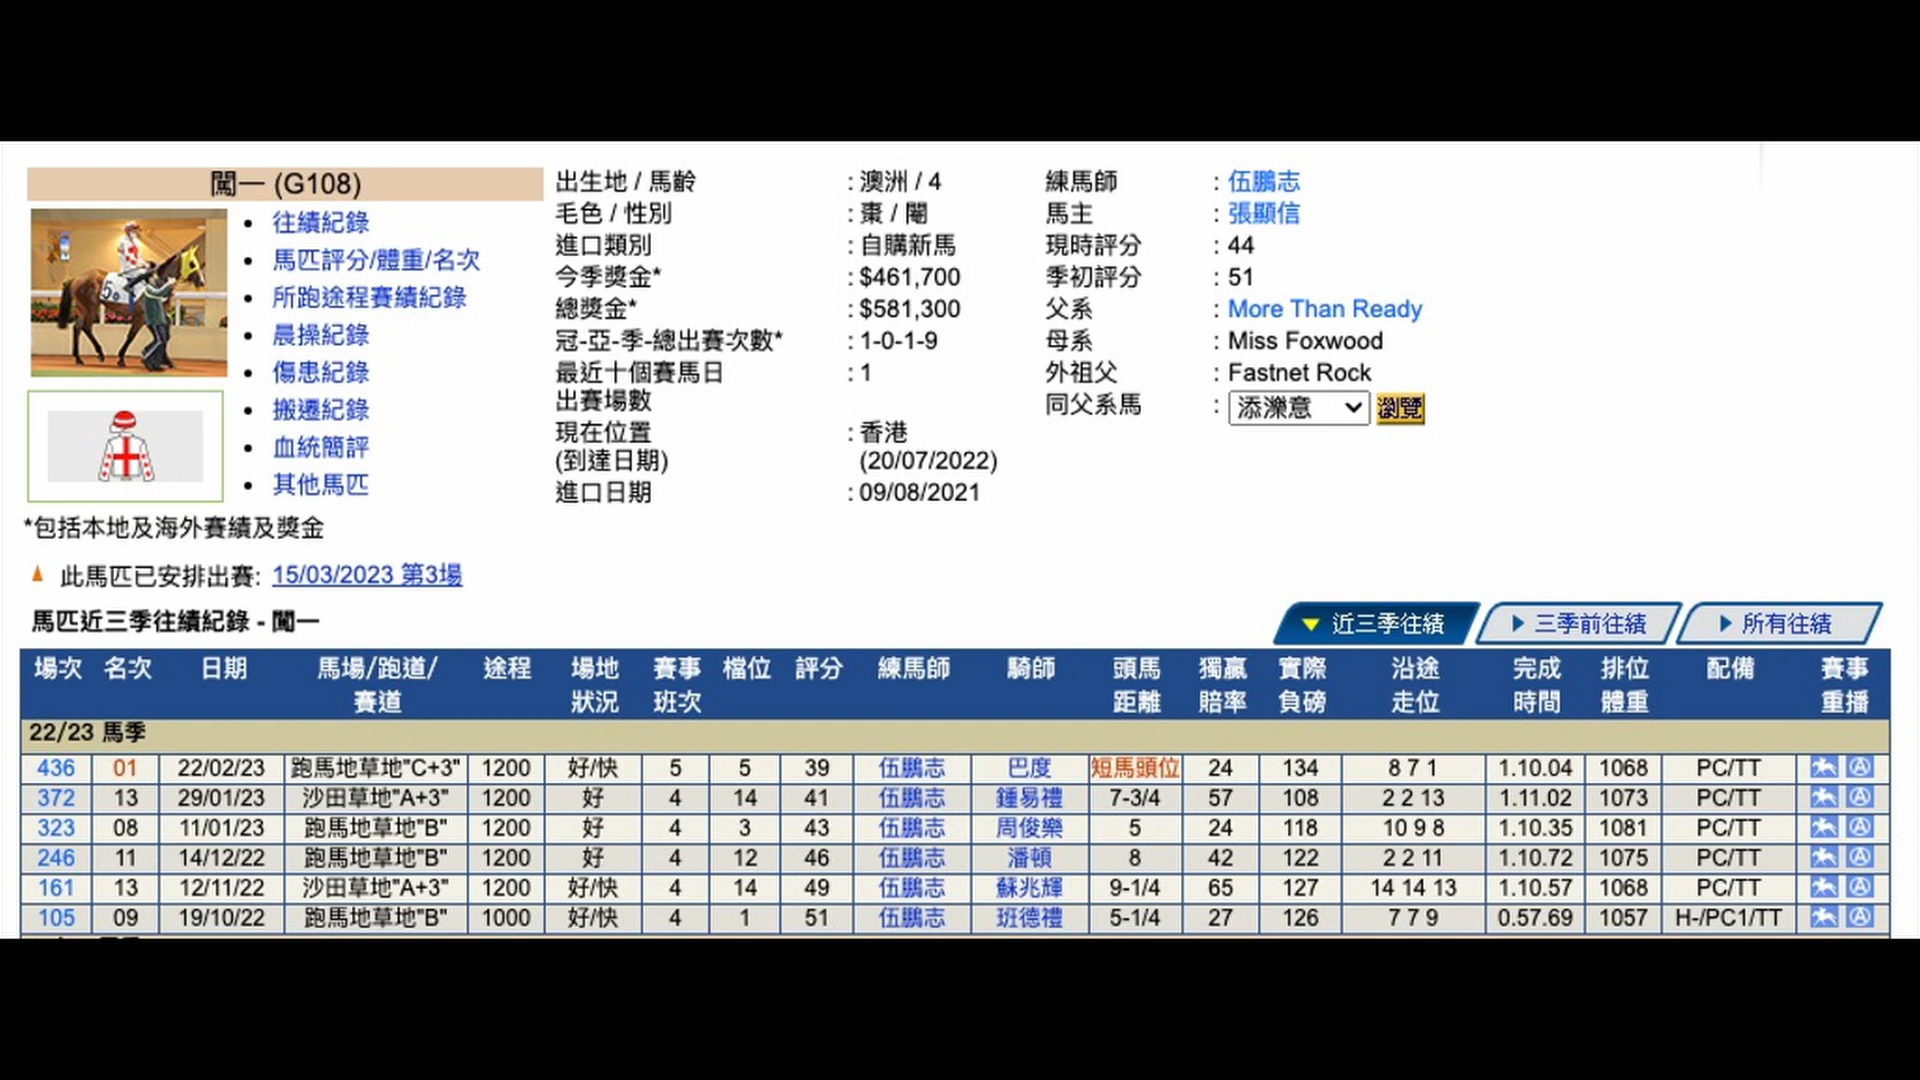 闖一 (G108)
往績紀錄
馬匹評分/體重/名次
所跑途程賽績紀錄
晨操紀錄
傷患紀錄
搬遷紀錄
血統簡評
其他馬匹
*包括本地及海外賽績及獎金
出生地 / 馬齡 : 澳洲 / 4
毛色 / 性別 : 棗 / 閹
進口類別 : 自購新馬
今季獎金* : $461,700
總獎金* : $581,300
冠-亞-季-總出賽次數* : 1-0-1-9
最近十個賽馬日 : 1
出賽場數
現在位置 : 香港
(到達日期) (20/07/2022)
進口日期 : 09/08/2021
練馬師 : 伍鵬志
馬主 : 張顯信
現時評分 : 44
季初評分 : 51
父系 : More Than Ready
母系 : Miss Foxwood
外祖父 : Fastnet Rock
同父系馬 : 添濼意 瀏覽
此馬匹已安排出賽: 15/03/2023 第3場
馬匹近三季往績紀錄 - 闖一
近三季往績 三季前往績 所有往績
場次 名次 日期 馬場/跑道/ 途程 場地 賽事 檔位 評分 練馬師 騎師 頭馬 獨贏 實際 沿途 完成 排位 配備 賽事
賽道 狀況 班次 距離 賠率 負磅 走位 時間 體重 重播
22/23 馬季
436 01 22/02/23 跑馬地草地"C+3" 1200 好/快 5 5 39 伍鵬志 巴度 短馬頭位 24 134 8 7 1 1.10.04 1068 PC/TT
372 13 29/01/23 沙田草地"A+3" 1200 好 4 14 41 伍鵬志 鍾易禮 7-3/4 57 108 2 2 13 1.11.02 1073 PC/TT
323 08 11/01/23 跑馬地草地"B" 1200 好 4 3 43 伍鵬志 周俊樂 5 24 118 10 9 8 1.10.35 1081 PC/TT
246 11 14/12/22 跑馬地草地"B" 1200 好 4 12 46 伍鵬志 潘頓 8 42 122 2 2 11 1.10.72 1075 PC/TT
161 13 12/11/22 沙田草地"A+3" 1200 好/快 4 14 49 伍鵬志 蘇兆輝 9-1/4 65 127 14 14 13 1.10.57 1068 PC/TT
105 09 19/10/22 跑馬地草地"B" 1000 好/快 4 1 51 伍鵬志 班德禮 5-1/4 27 126 7 7 9 0.57.69 1057 H-/PC1/TT